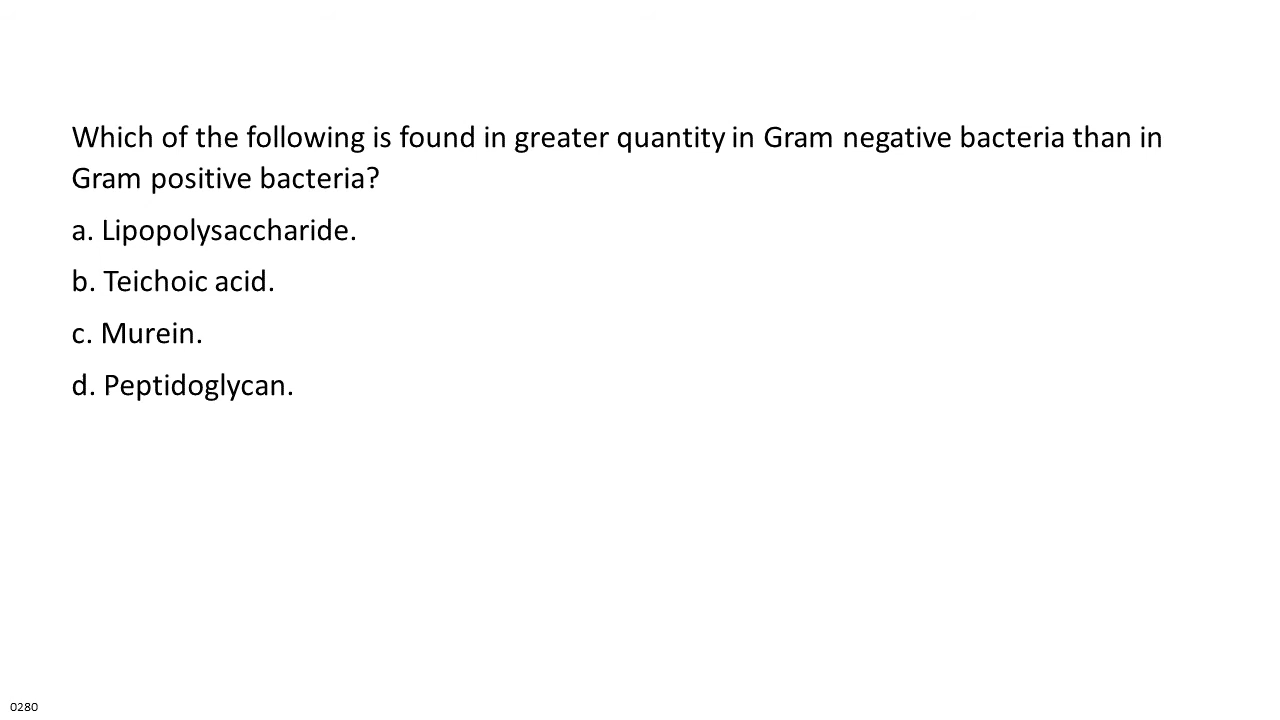 Which of the following is found in greater quantity in Gram negative bacteria than in
Gram positive bacteria?
a. Lipopolysaccharide.
b. Teichoic acid.
c. Murein.
d. Peptidoglycan.
0280